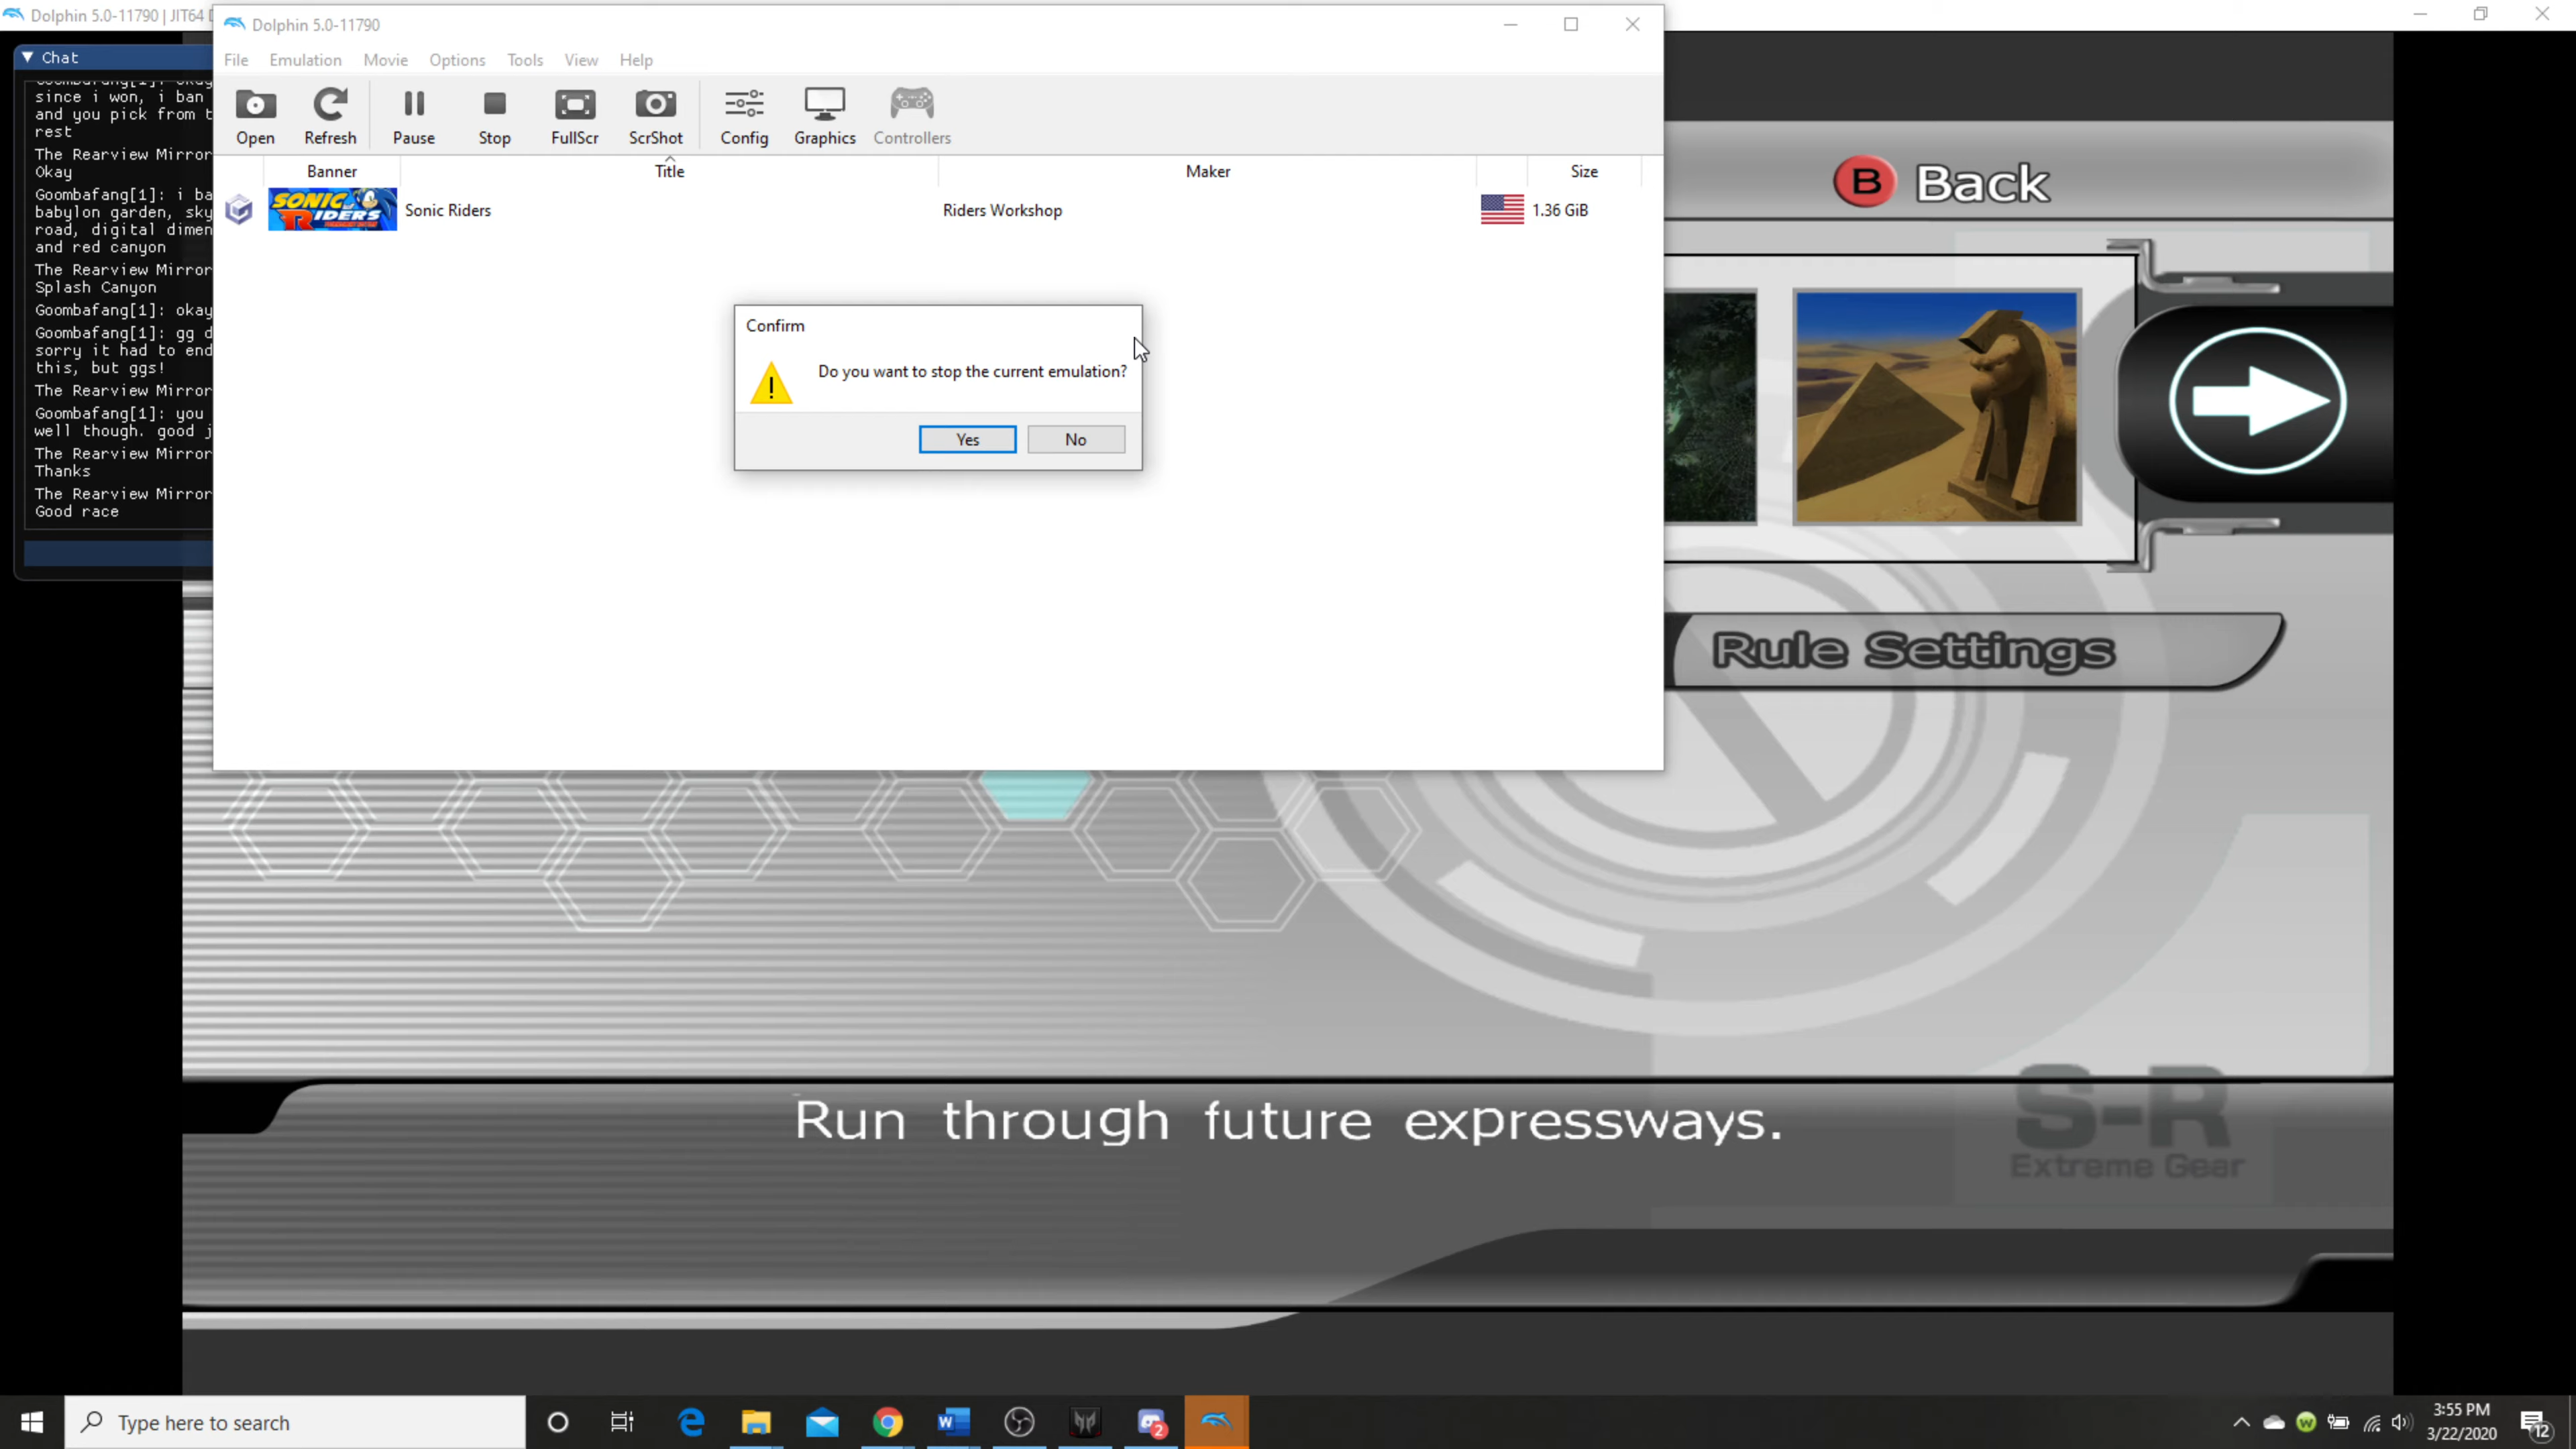 Dolphin 5.0-11790 | JIT64
Dolphin 5.0-11790
File Emulation Movie Options Tools View Help
Open Refresh Pause Stop FullScr ScrShot Config Graphics Controllers
Banner Title Maker Size
SONIC RIDERS Sonic Riders Riders Workshop 1.36 GiB
Confirm
Do you want to stop the current emulation?
Yes No
Chat
since i won, i ban
and you pick from
rest
The Rearview Mirror
Okay
Goombafang[1]: i
babylon garden,
road, digital
and red canyon
The Rearview Mirror
Splash Canyon
Goombafang[1]: okay
Goombafang[1]: gg
sorry it had to end
this, but ggs!
The Rearview Mirror
Goombafang[1]: you
well though. good
The Rearview Mirror
Thanks
The Rearview Mirror
Good race
B Back
Rule Settings
Run through future expressways.
S-R
Extreme Gear
Type here to search
2
3:55 PM
3/22/2020
12